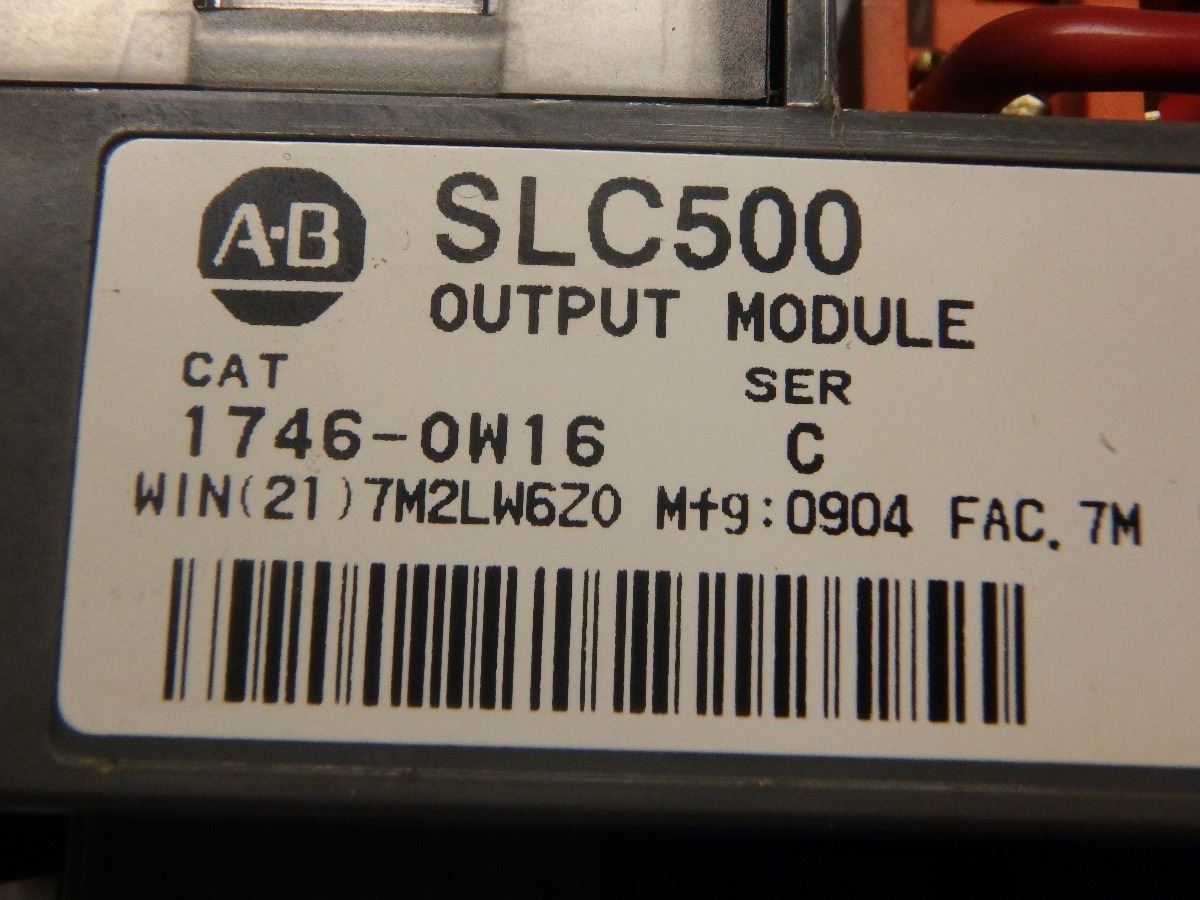 A·B SLC500
OUTPUT MODULE
CAT SER
1746-OW16 C
WIN(21)7M2LW6Z0 Mfg:0904 FAC. 7M